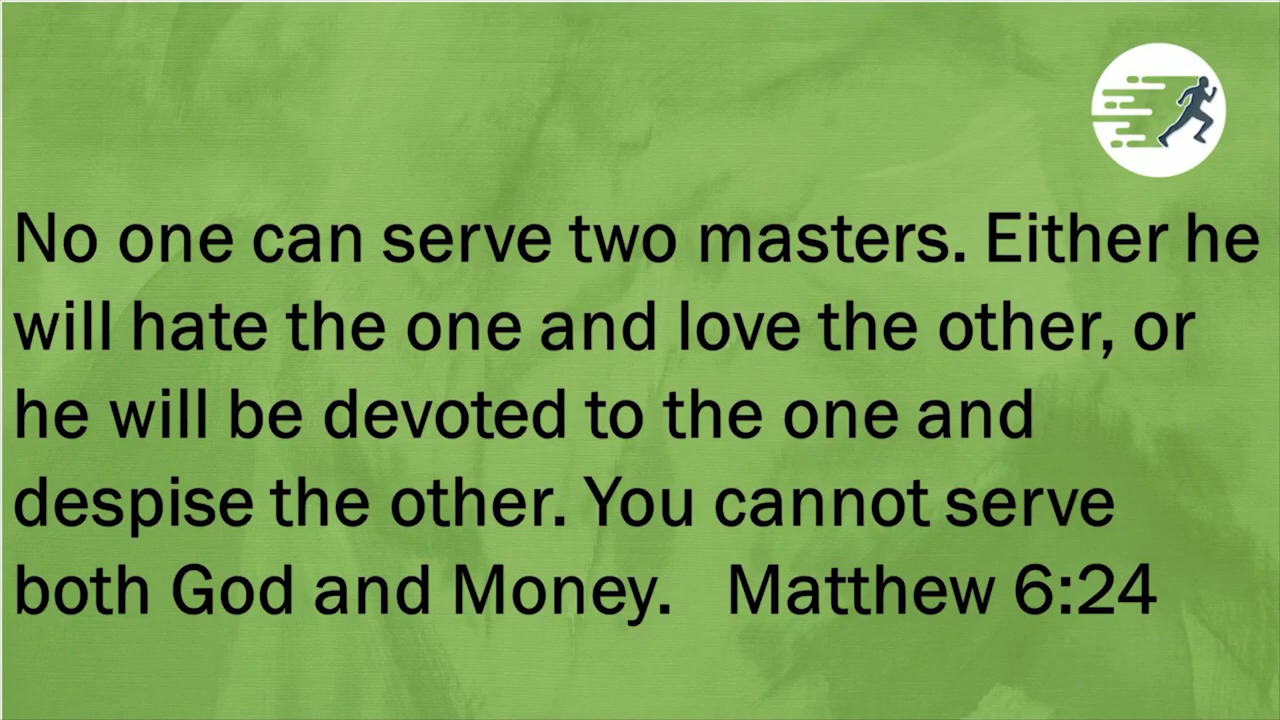 No one can serve two masters. Either he
will hate the one and love the other, or
he will be devoted to the one and
despise the other. You cannot serve
both God and Money.   Matthew 6:24